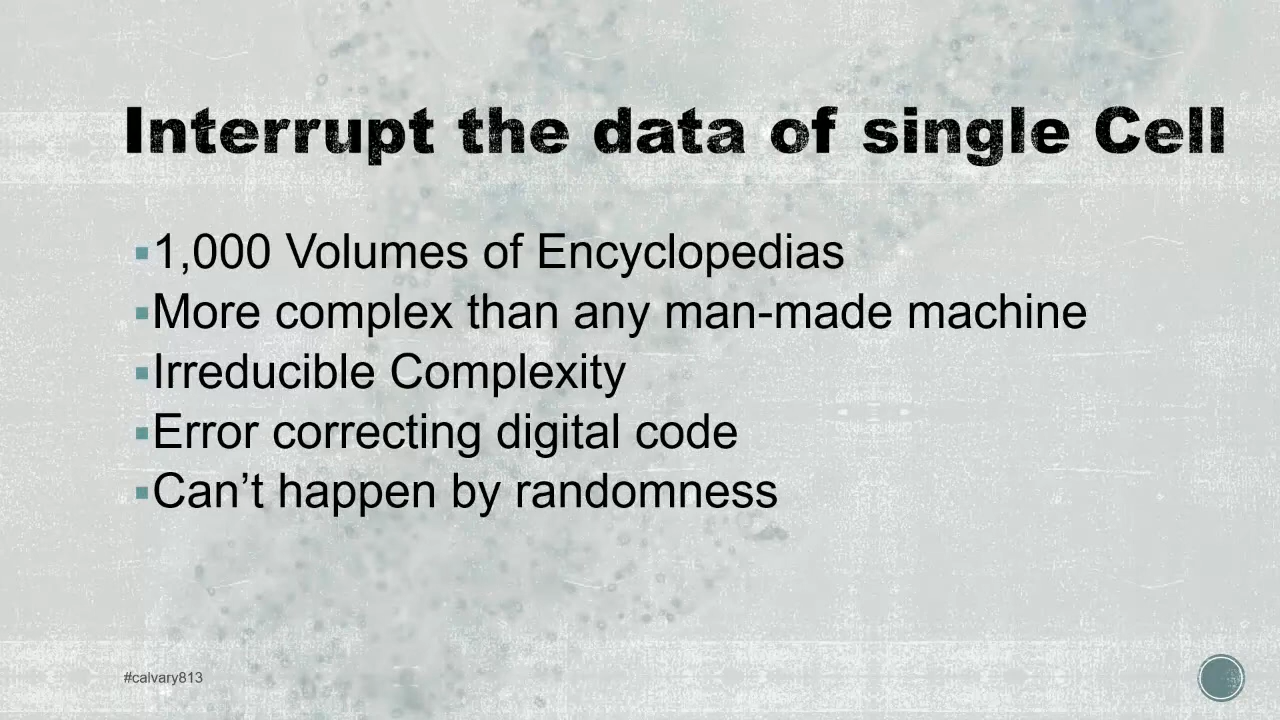 Interrupt the data of single Cell
▪1,000 Volumes of Encyclopedias
▪More complex than any man-made machine
▪Irreducible Complexity
▪Error correcting digital code
▪Can’t happen by randomness
#calvary813